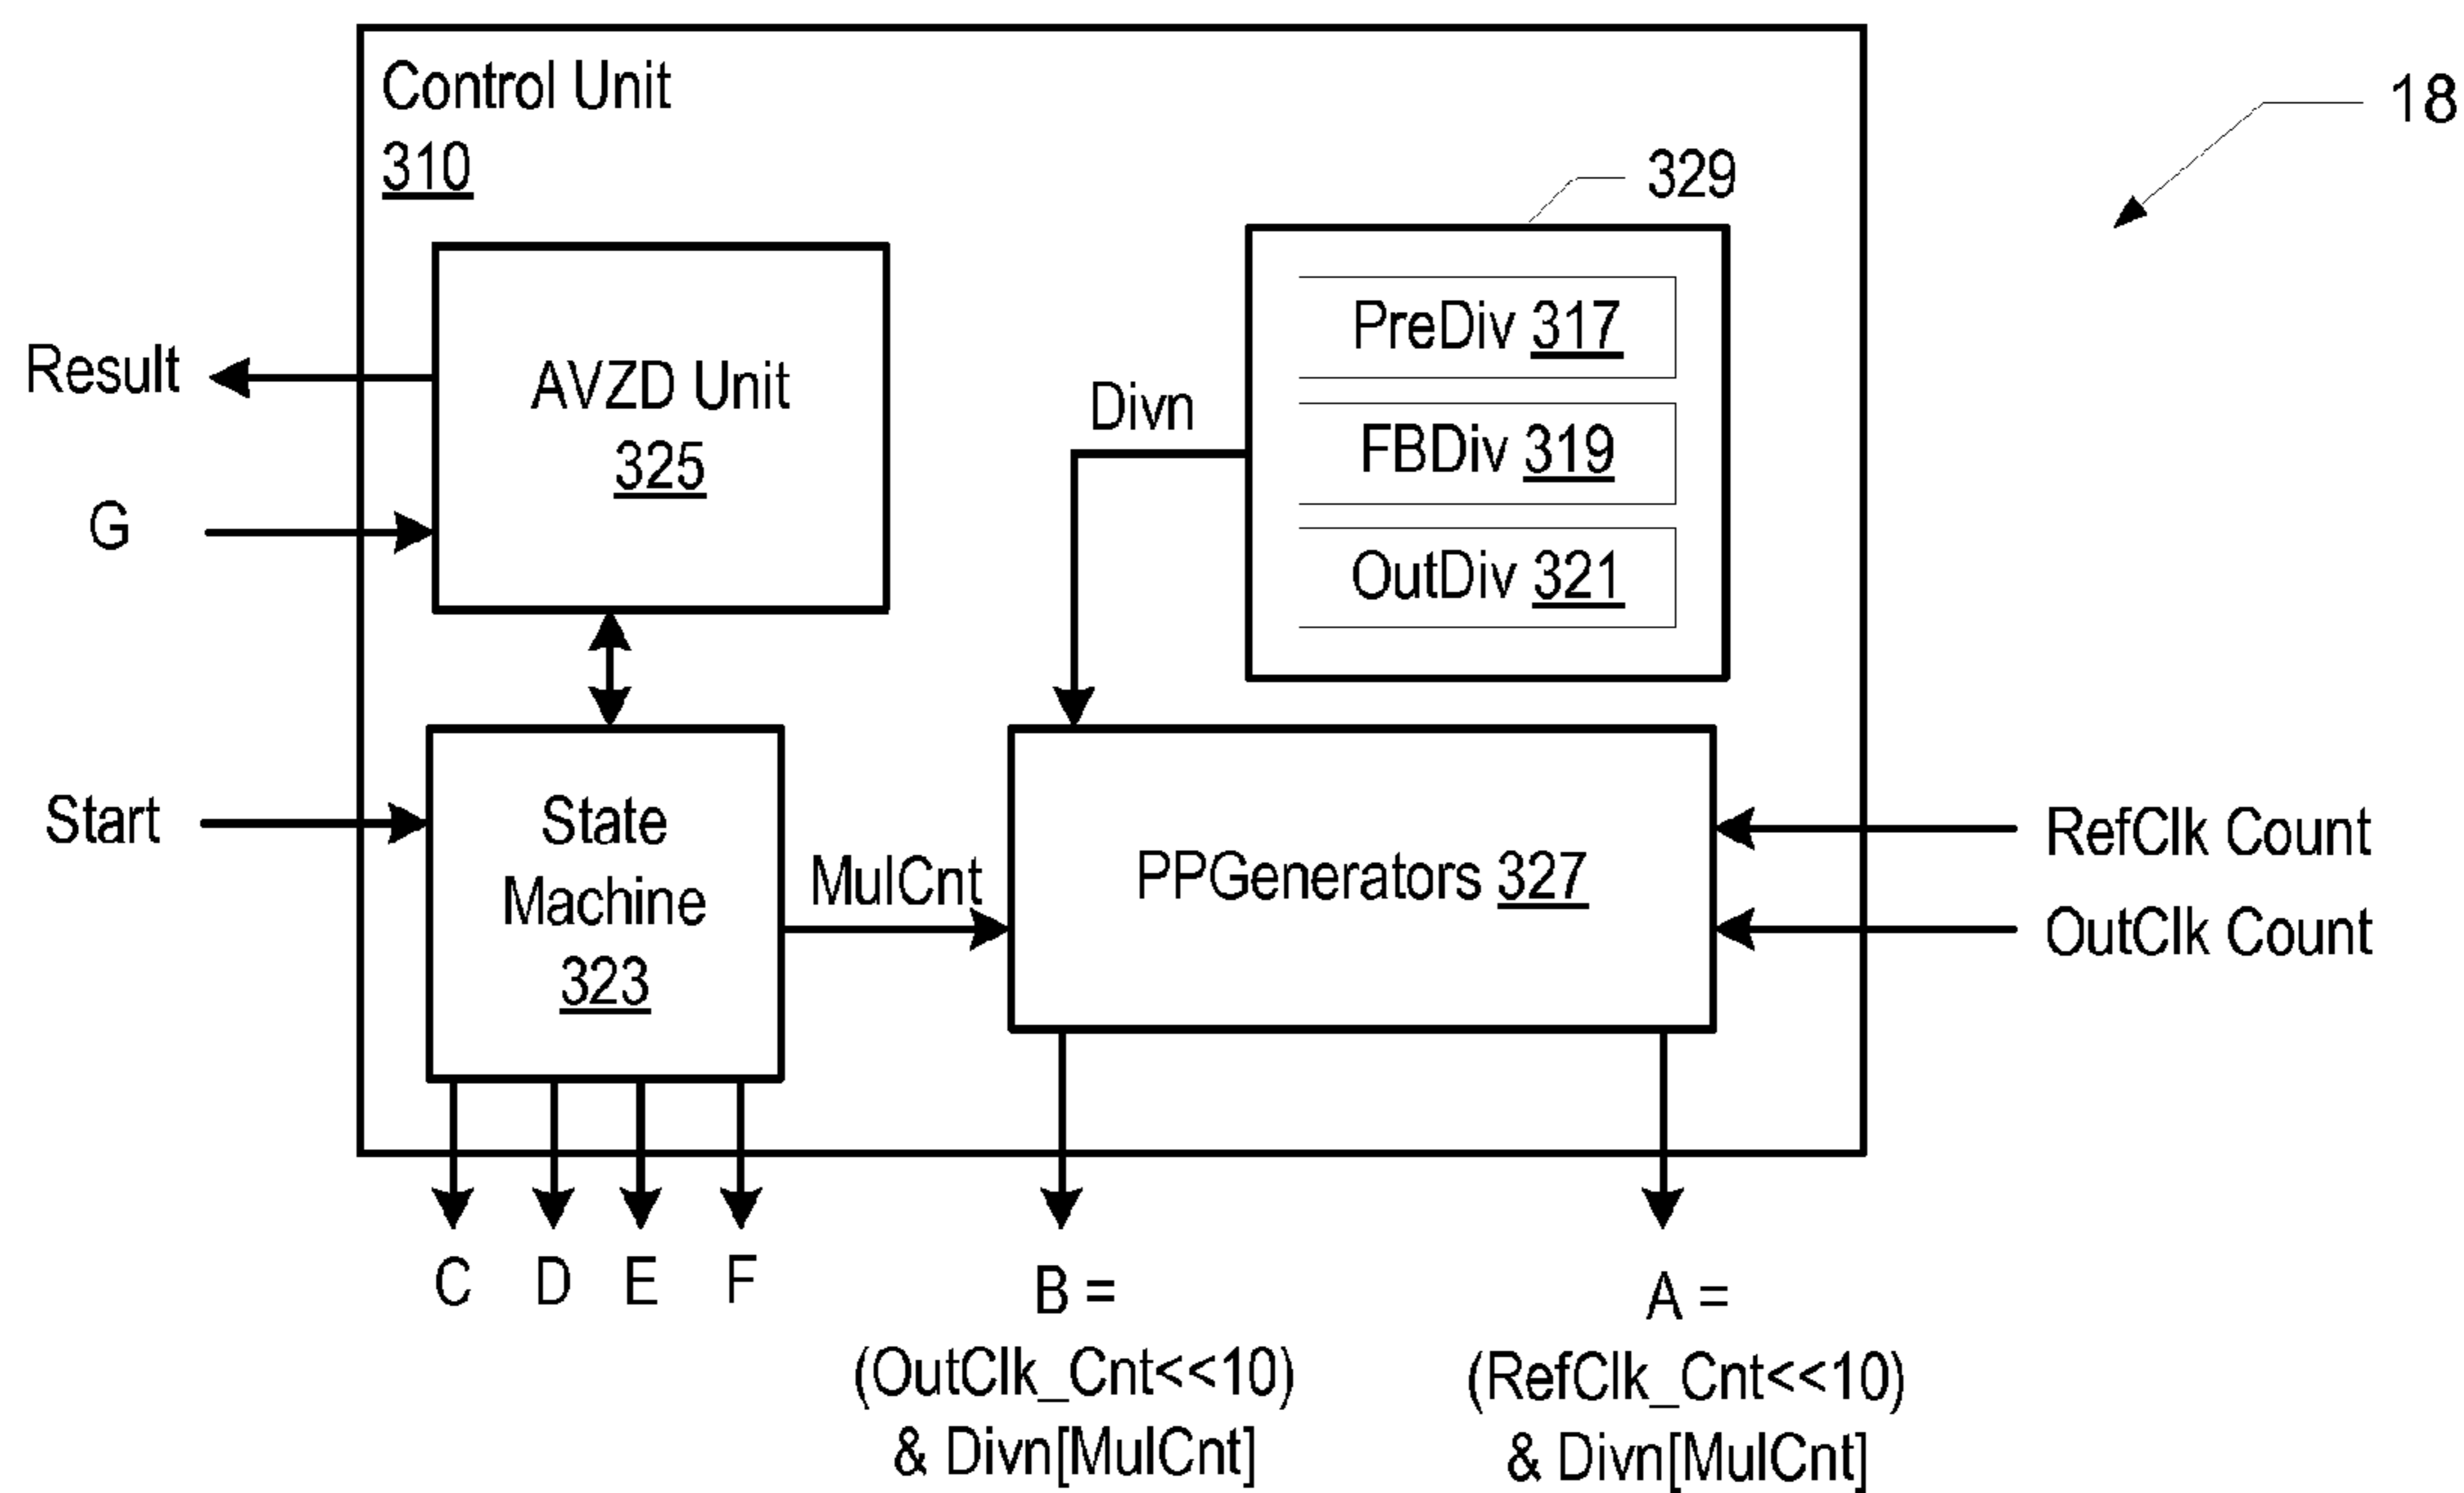 Control Unit
310
18
329
PreDiv 317
FBDiv 319
OutDiv 321
Divn
AVZD Unit
325
Result
G
Start
State
Machine
323
MulCnt
PPGenerators 327
RefClk Count
OutClk Count
C D E F
B =
(OutClk_Cnt<<10)
& Divn[MulCnt]
A =
(RefClk_Cnt<<10)
& Divn[MulCnt]